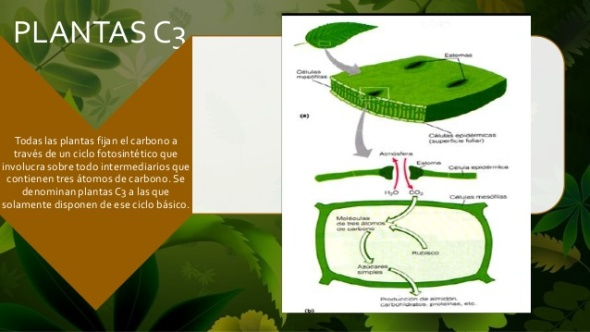 PLANTAS C3
Todas las plantas fijan el carbono a
través de un ciclo fotosintético que
involucra sobre todo intermediarios que
contienen tres átomos de carbono. Se
denominan plantas C3 a las que
solamente disponen de ese ciclo básico.
Estomas
Células
mesófilas
(a)
Células epidérmicas
(superficie foliar)
Atmósfera
Estoma
Célula epidérmica
H2O
CO2
Células mesófilas
Moléculas
de tres átomos
de carbono
Rubisco
Azúcares
simples
Producción de almidón,
carbohidratos, proteínas, etc.
(b)